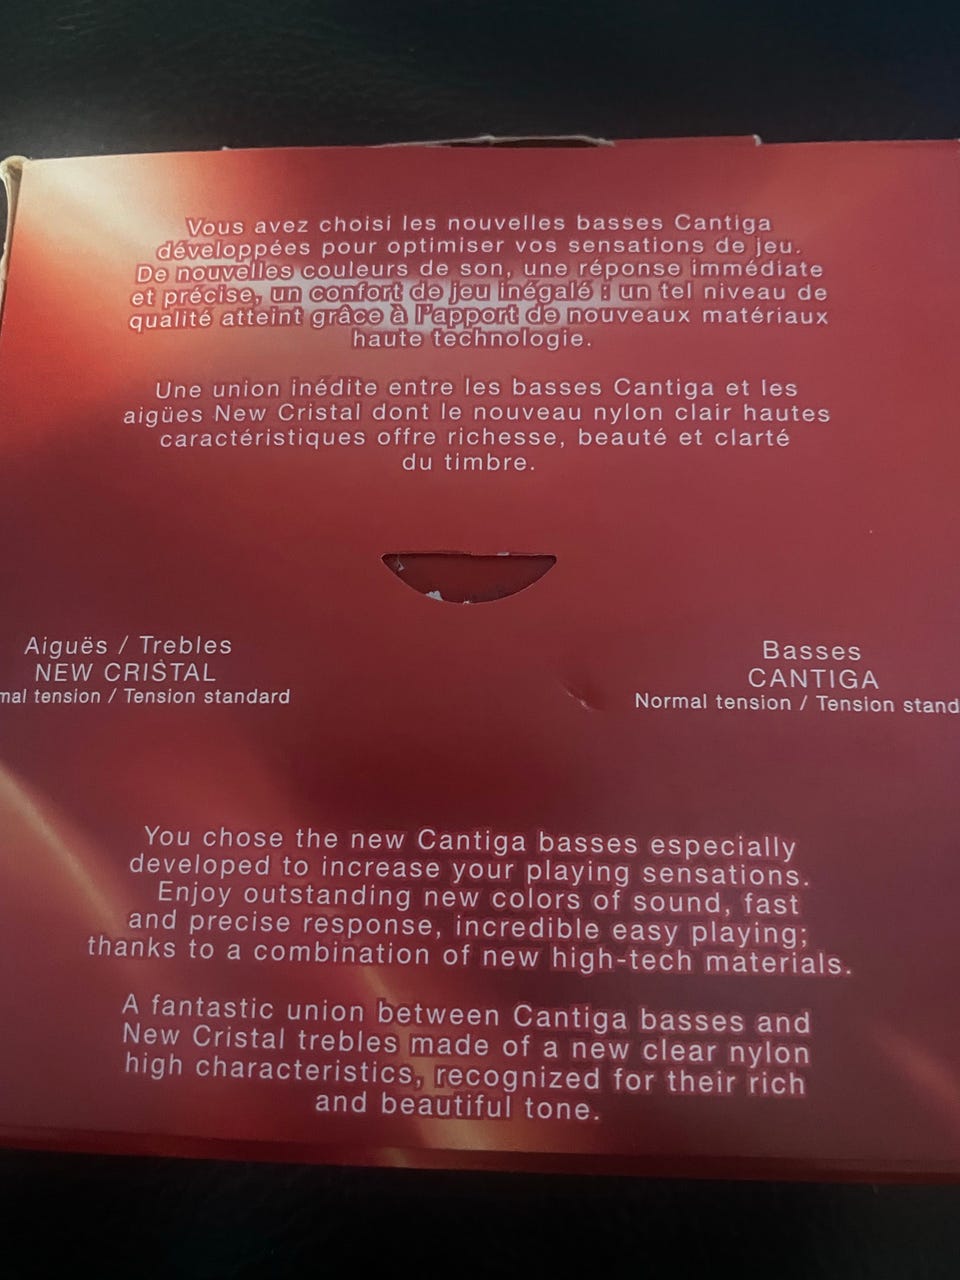 Vous avez choisi les nouvelles basses Cantiga
développées pour optimiser vos sensations de jeu.
De nouvelles couleurs de son, une réponse immédiate
et précise, un confort de jeu inégalé : un tel niveau de
qualité atteint grâce à l'apport de nouveaux matériaux
haute technologie.
Une union inédite entre les basses Cantiga et les
aigües New Cristal dont le nouveau nylon clair hautes
caractéristiques offre richesse, beauté et clarté
du timbre.
Aiguës / Trebles
NEW CRISTAL
tension / Tension standard
Basses
CANTIGA
Normal tension / Tension
You chose the new Cantiga basses especially
developed to increase your playing sensations.
Enjoy outstanding new colors of sound, fast
and precise response, incredible easy playing;
thanks to a combination of new high-tech materials.
A fantastic union between Cantiga basses and
New Cristal trebles made of a new clear nylon
high characteristics, recognized for their rich
and beautiful tone.